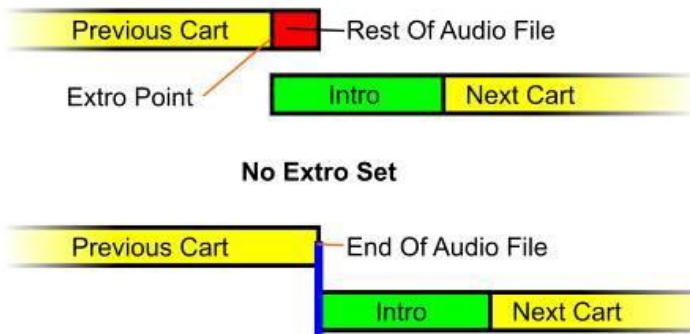 Previous Cart
Rest Of Audio File
Extro Point
Intro
Next Cart
No Extro Set
Previous Cart
End Of Audio File
Intro
Next Cart